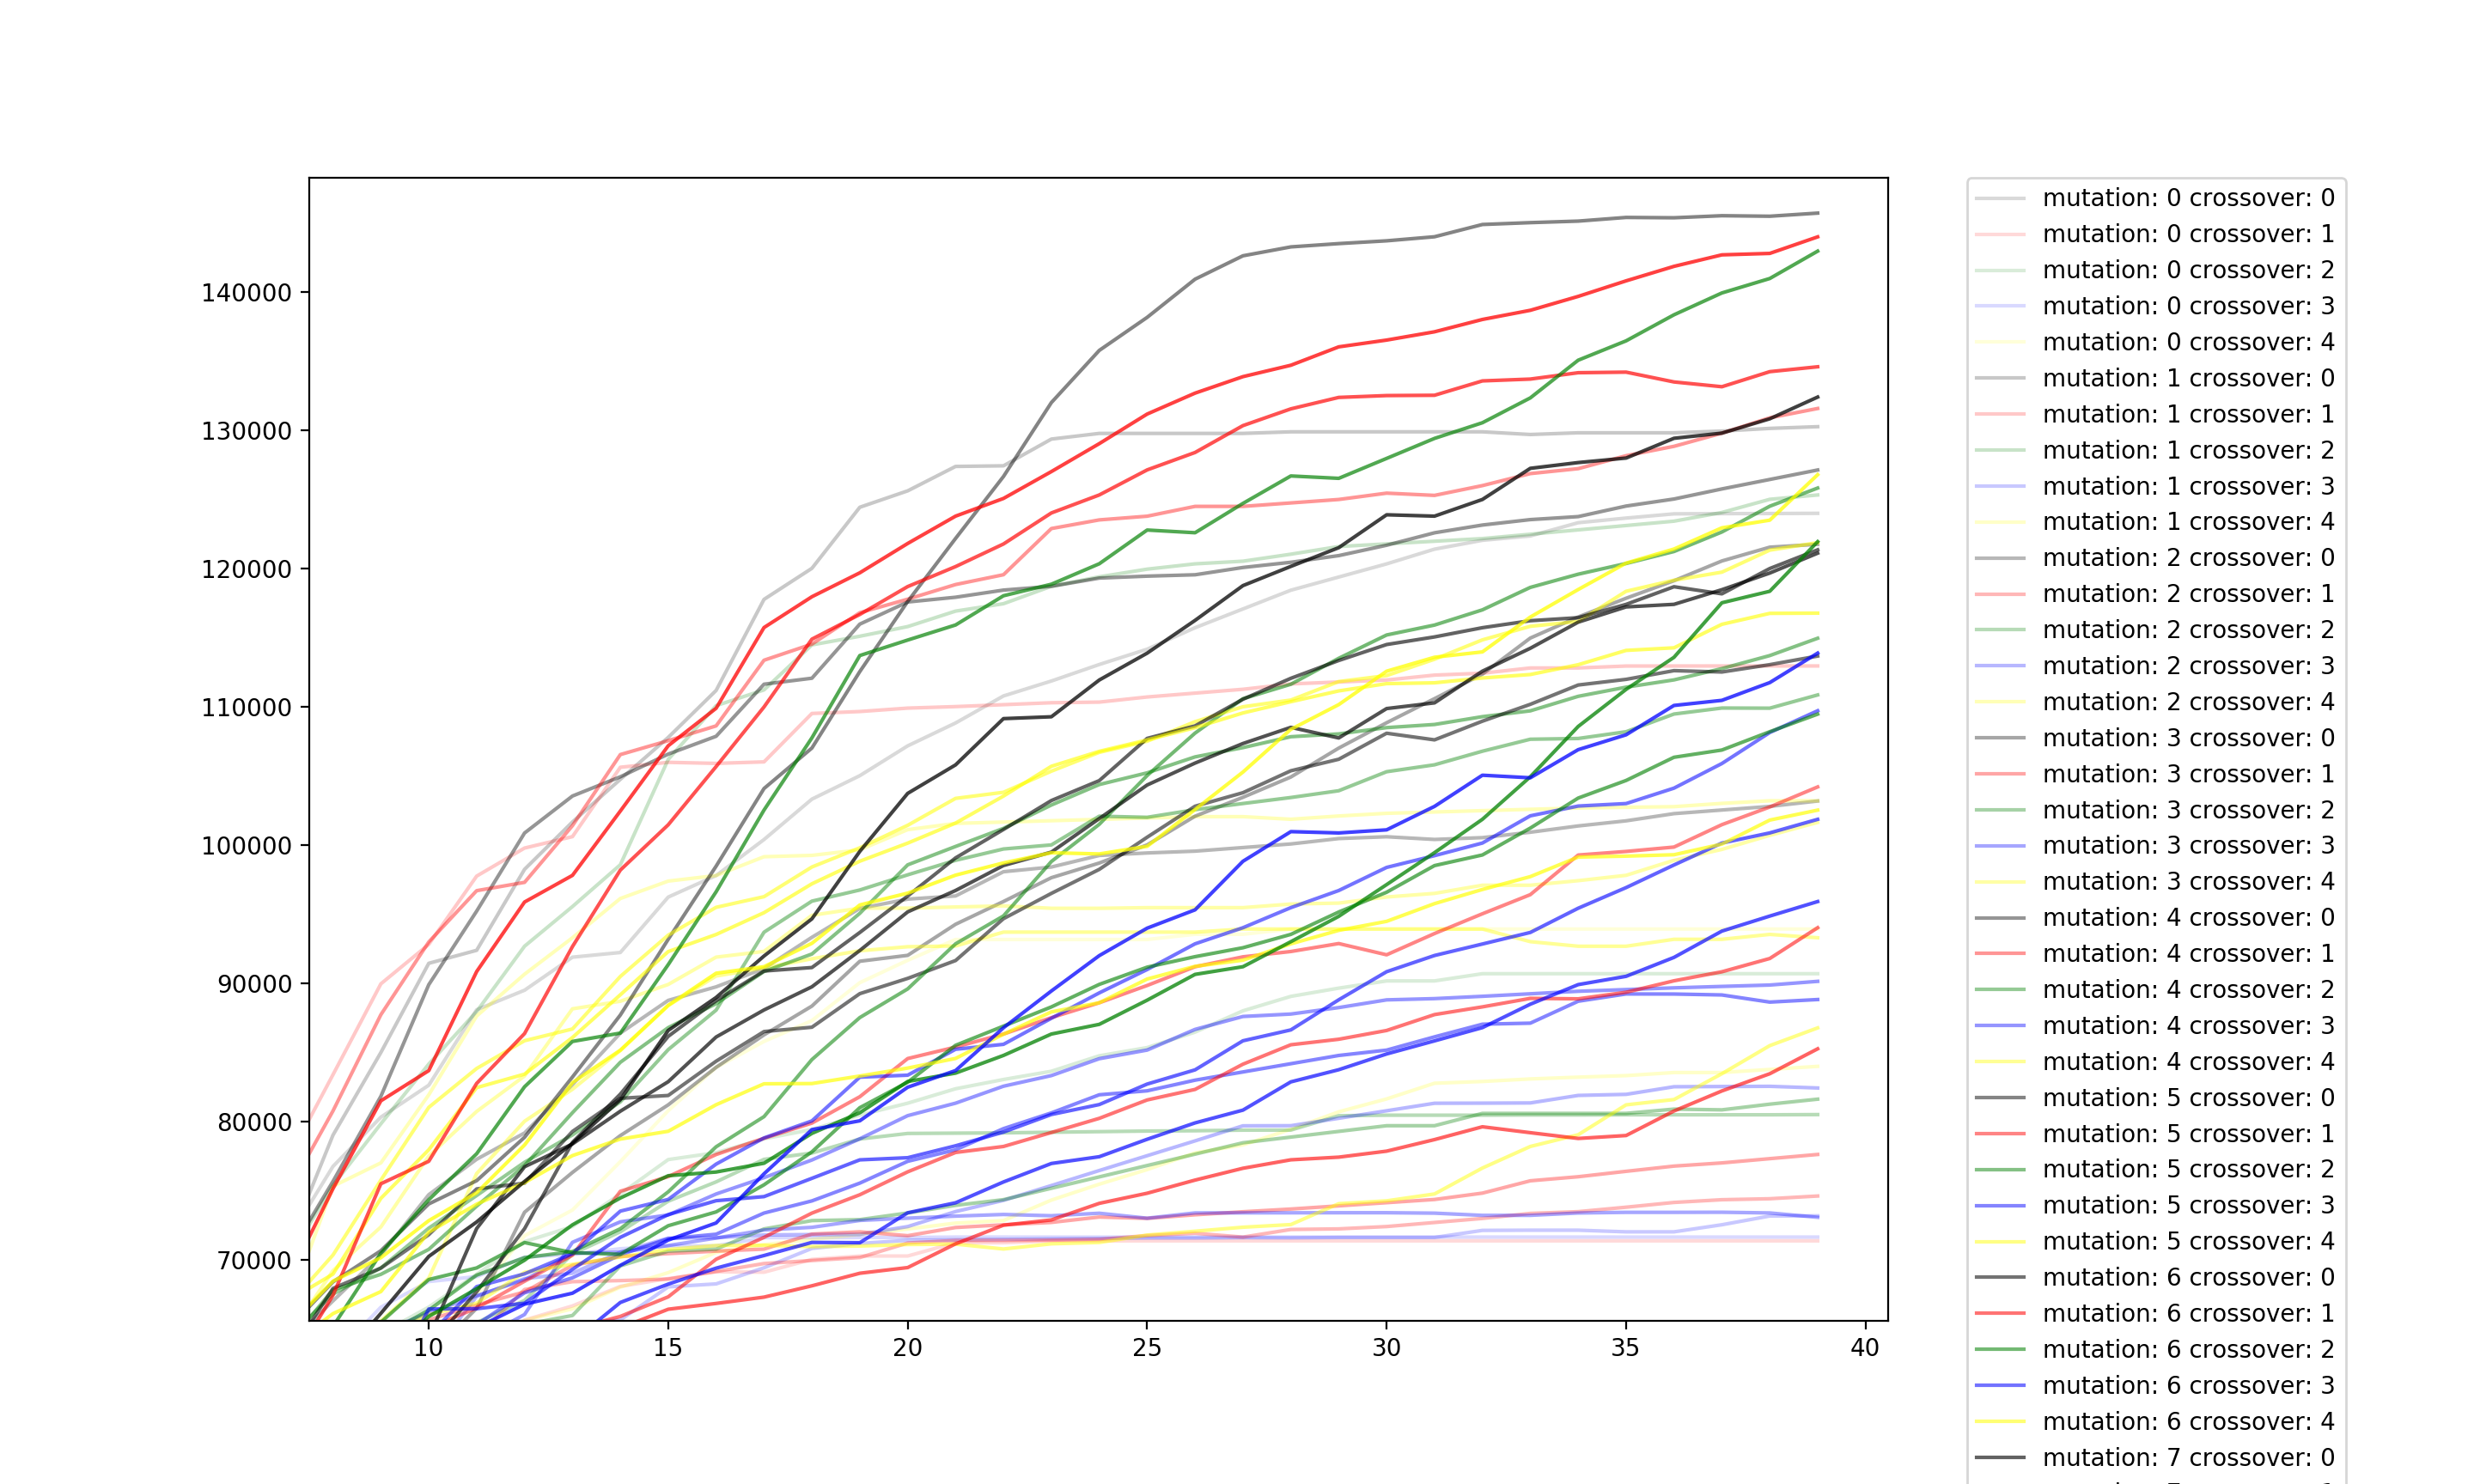 140000
130000
120000
110000
100000
90000
80000
70000
10 15 20 25 30 35 40
mutation: 0 crossover: 0
mutation: 0 crossover: 1
mutation: 0 crossover: 2
mutation: 0 crossover: 3
mutation: 0 crossover: 4
mutation: 1 crossover: 0
mutation: 1 crossover: 1
mutation: 1 crossover: 2
mutation: 1 crossover: 3
mutation: 1 crossover: 4
mutation: 2 crossover: 0
mutation: 2 crossover: 1
mutation: 2 crossover: 2
mutation: 2 crossover: 3
mutation: 2 crossover: 4
mutation: 3 crossover: 0
mutation: 3 crossover: 1
mutation: 3 crossover: 2
mutation: 3 crossover: 3
mutation: 3 crossover: 4
mutation: 4 crossover: 0
mutation: 4 crossover: 1
mutation: 4 crossover: 2
mutation: 4 crossover: 3
mutation: 4 crossover: 4
mutation: 5 crossover: 0
mutation: 5 crossover: 1
mutation: 5 crossover: 2
mutation: 5 crossover: 3
mutation: 5 crossover: 4
mutation: 6 crossover: 0
mutation: 6 crossover: 1
mutation: 6 crossover: 2
mutation: 6 crossover: 3
mutation: 6 crossover: 4
mutation: 7 crossover: 0